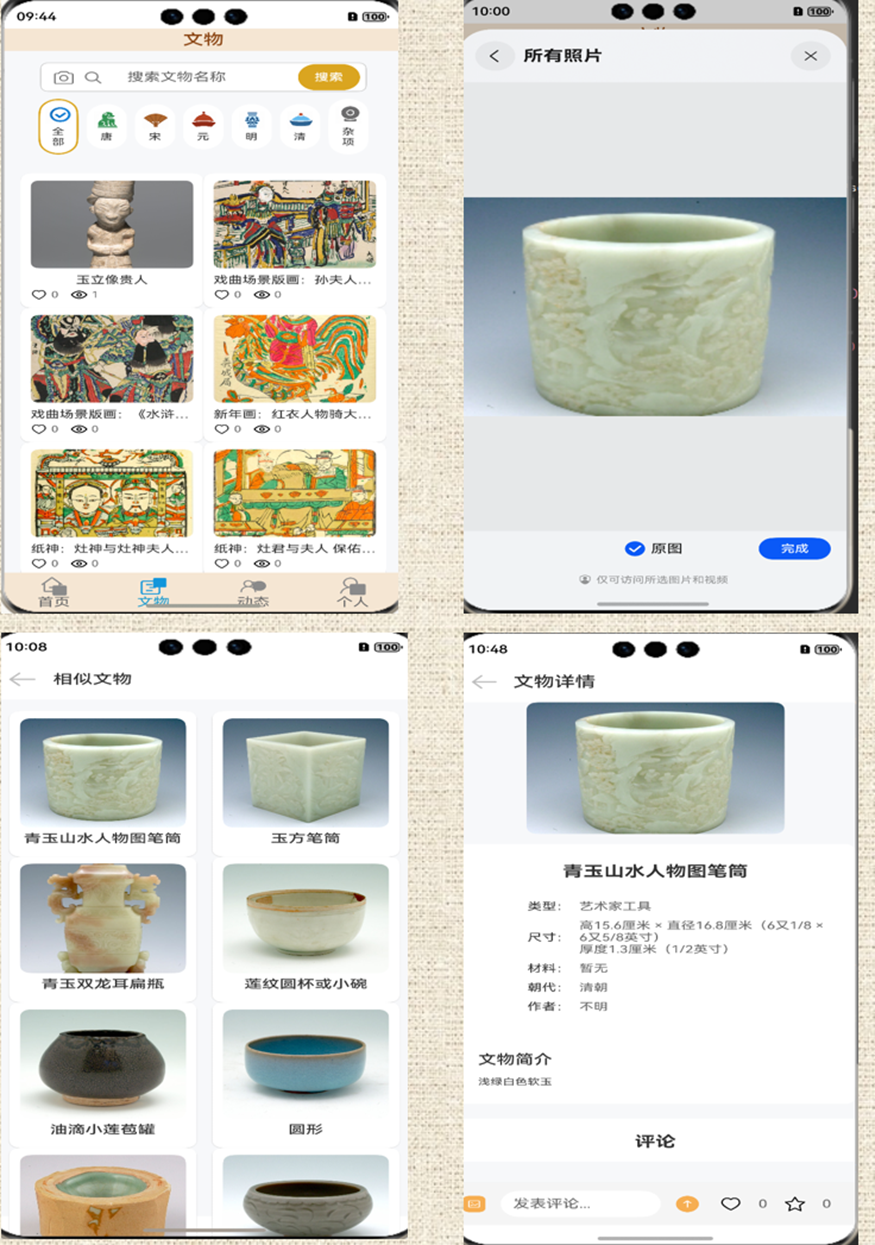 09:44
100
文物
搜索文物名称
搜索
全部
唐
宋
元
明
清
杂项
玉立像贵人
0
1
戏曲场景版画：孙夫人...
0
0
戏曲场景版画：《水浒...
0
0
新年画：红衣人物骑大...
0
0
纸神：灶神与灶神夫人...
0
0
纸神：灶君与夫人 保佑...
0
0
首页
文物
动态
个人
10:00
100
所有照片
原图
完成
仅可访问所选图片和视频
10:08
100
相似文物
青玉山水人物图笔筒
玉方笔筒
青玉双龙耳扁瓶
莲纹圆杯或小碗
油滴小莲苞罐
圆形
10:48
100
文物详情
青玉山水人物图笔筒
类型： 艺术家工具
尺寸： 高15.6厘米 × 直径16.8厘米（6又1/8 ×
6又5/8英寸）
厚度1.3厘米（1/2英寸）
材料： 暂无
朝代： 清朝
作者： 不明
文物简介
浅绿白色软玉
评论
发表评论...
0
0